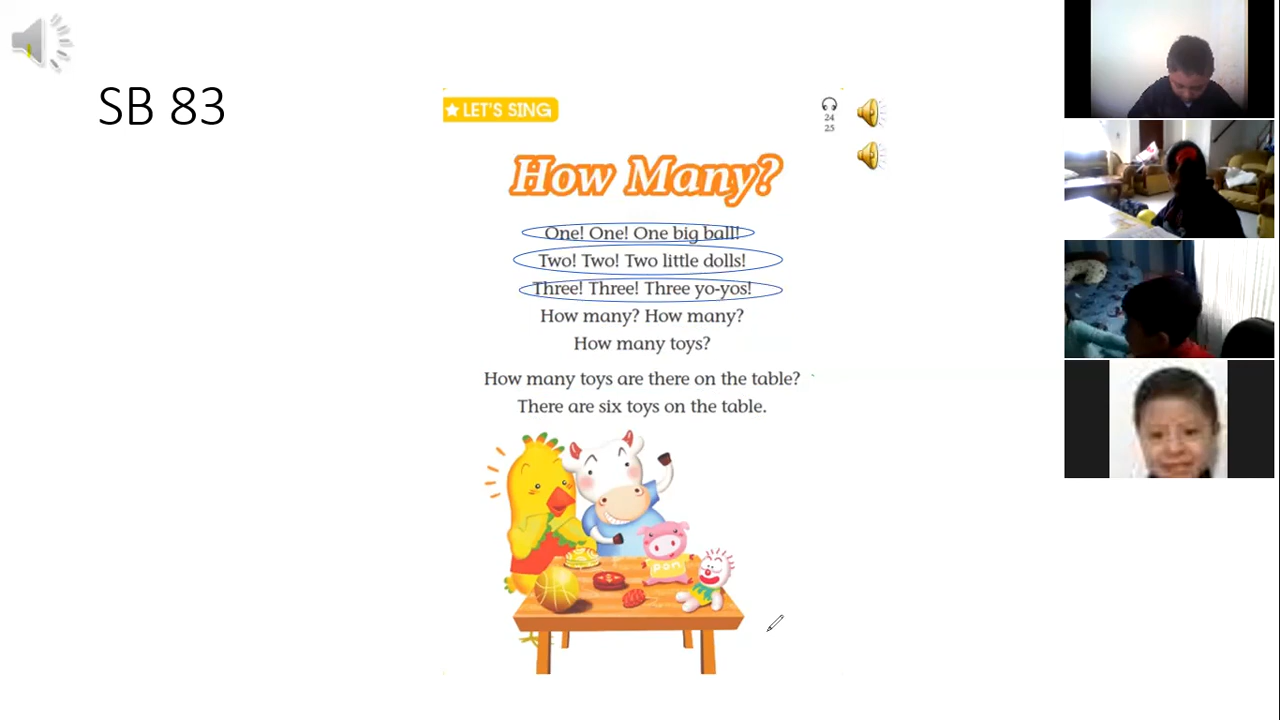 SB 83
LET'S SING
24
25
How Many?
One! One! One big ball!
Two! Two! Two little dolls!
Three! Three! Three yo-yos!
How many? How many?
How many toys?
How many toys are there on the table?
There are six toys on the table.
pon